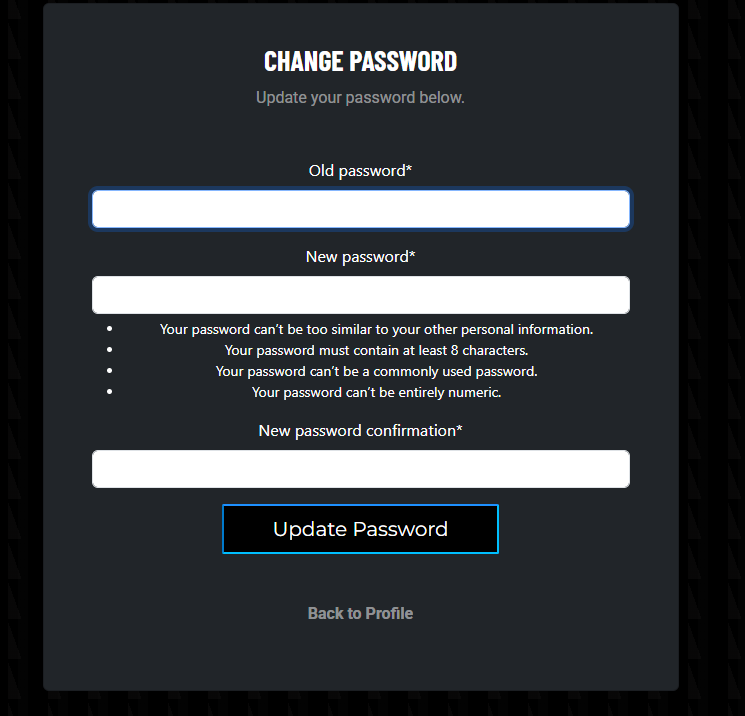 CHANGE PASSWORD
Update your password below.
Old password*
New password*
• Your password can’t be too similar to your other personal information.
• Your password must contain at least 8 characters.
• Your password can’t be a commonly used password.
• Your password can’t be entirely numeric.
New password confirmation*
Update Password
Back to Profile